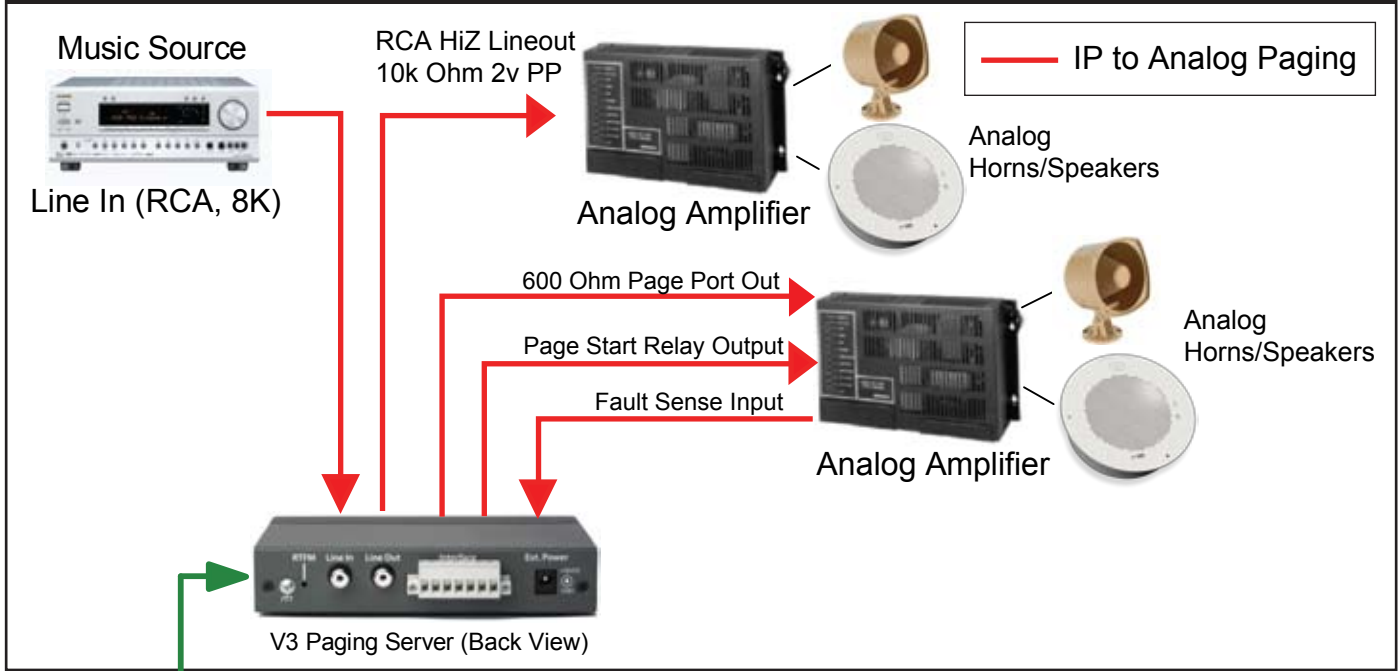 Music Source
Line In (RCA, 8K)
RCA HiZ Lineout
10k Ohm 2v PP
Analog Amplifier
Analog
Horns/Speakers
IP to Analog Paging
600 Ohm Page Port Out
Page Start Relay Output
Fault Sense Input
Analog Amplifier
Analog
Horns/Speakers
RTFM Line In Line Out Interface Ext. Power
V3 Paging Server (Back View)